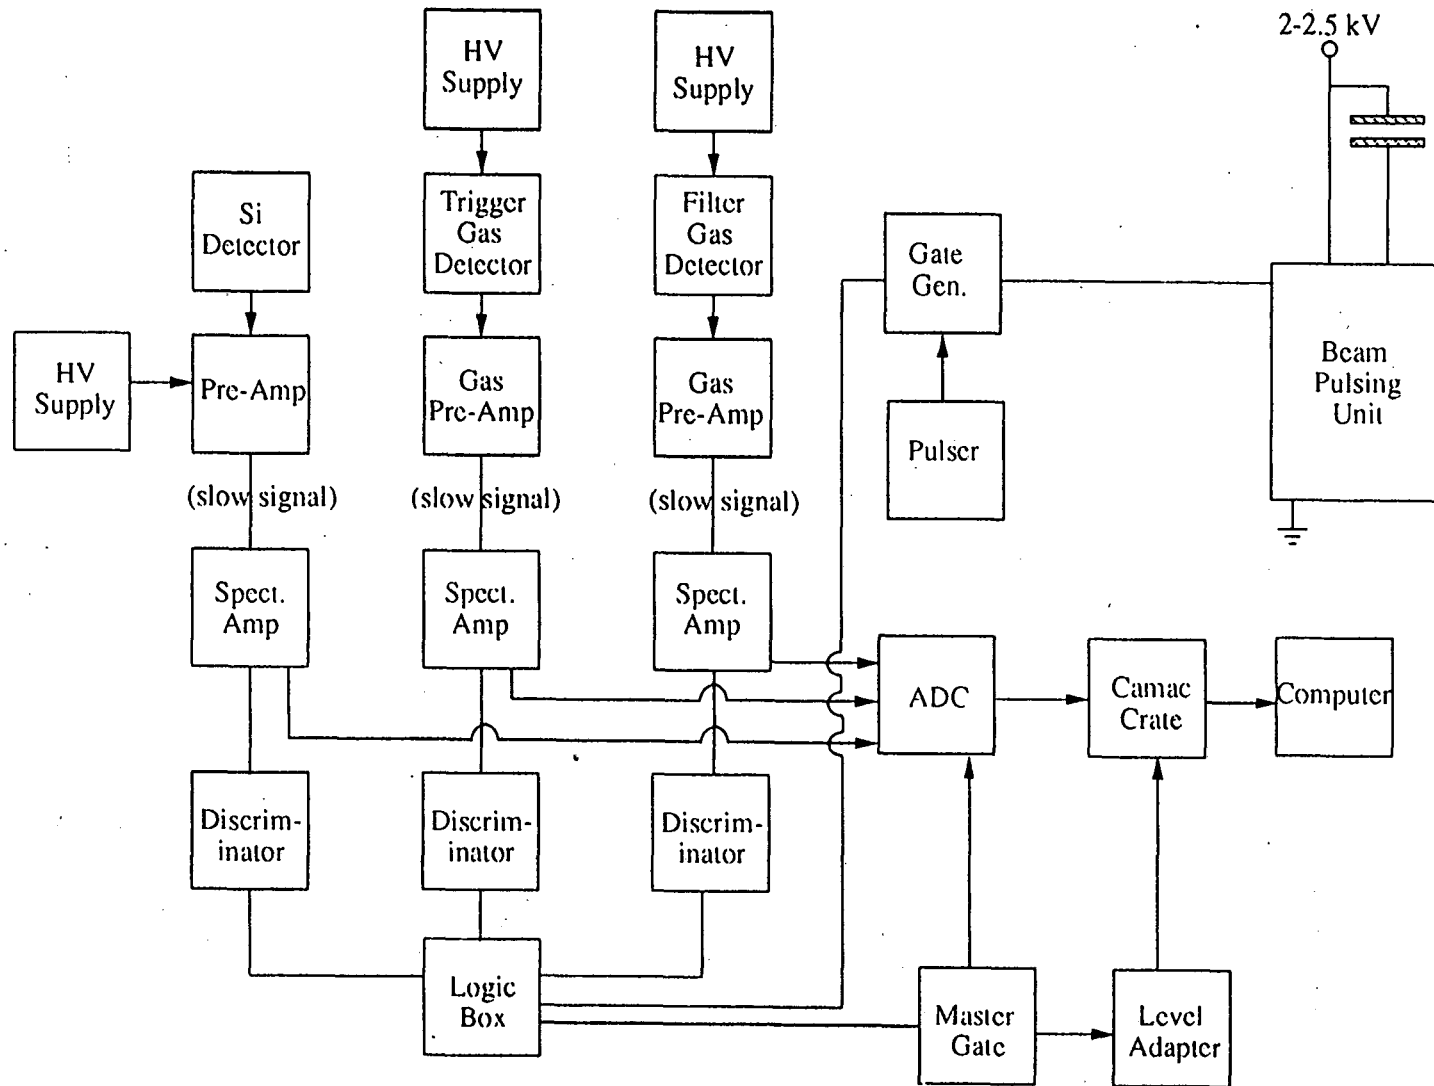 HV
Supply
HV
Supply
2-2.5 kV
Si
Detector
Trigger
Gas
Detector
Filter
Gas
Detector
Gate
Gen.
HV
Supply
Pre-Amp
Gas
Pre-Amp
Gas
Pre-Amp
Pulser
Beam
Pulsing
Unit
(slow signal)
(slow signal)
(slow signal)
Spect.
Amp
Spect.
Amp
Spect.
Amp
ADC
Camac
Crate
Computer
Discrim-
inator
Discrim-
inator
Discrim-
inator
Logic
Box
Master
Gate
Level
Adapter